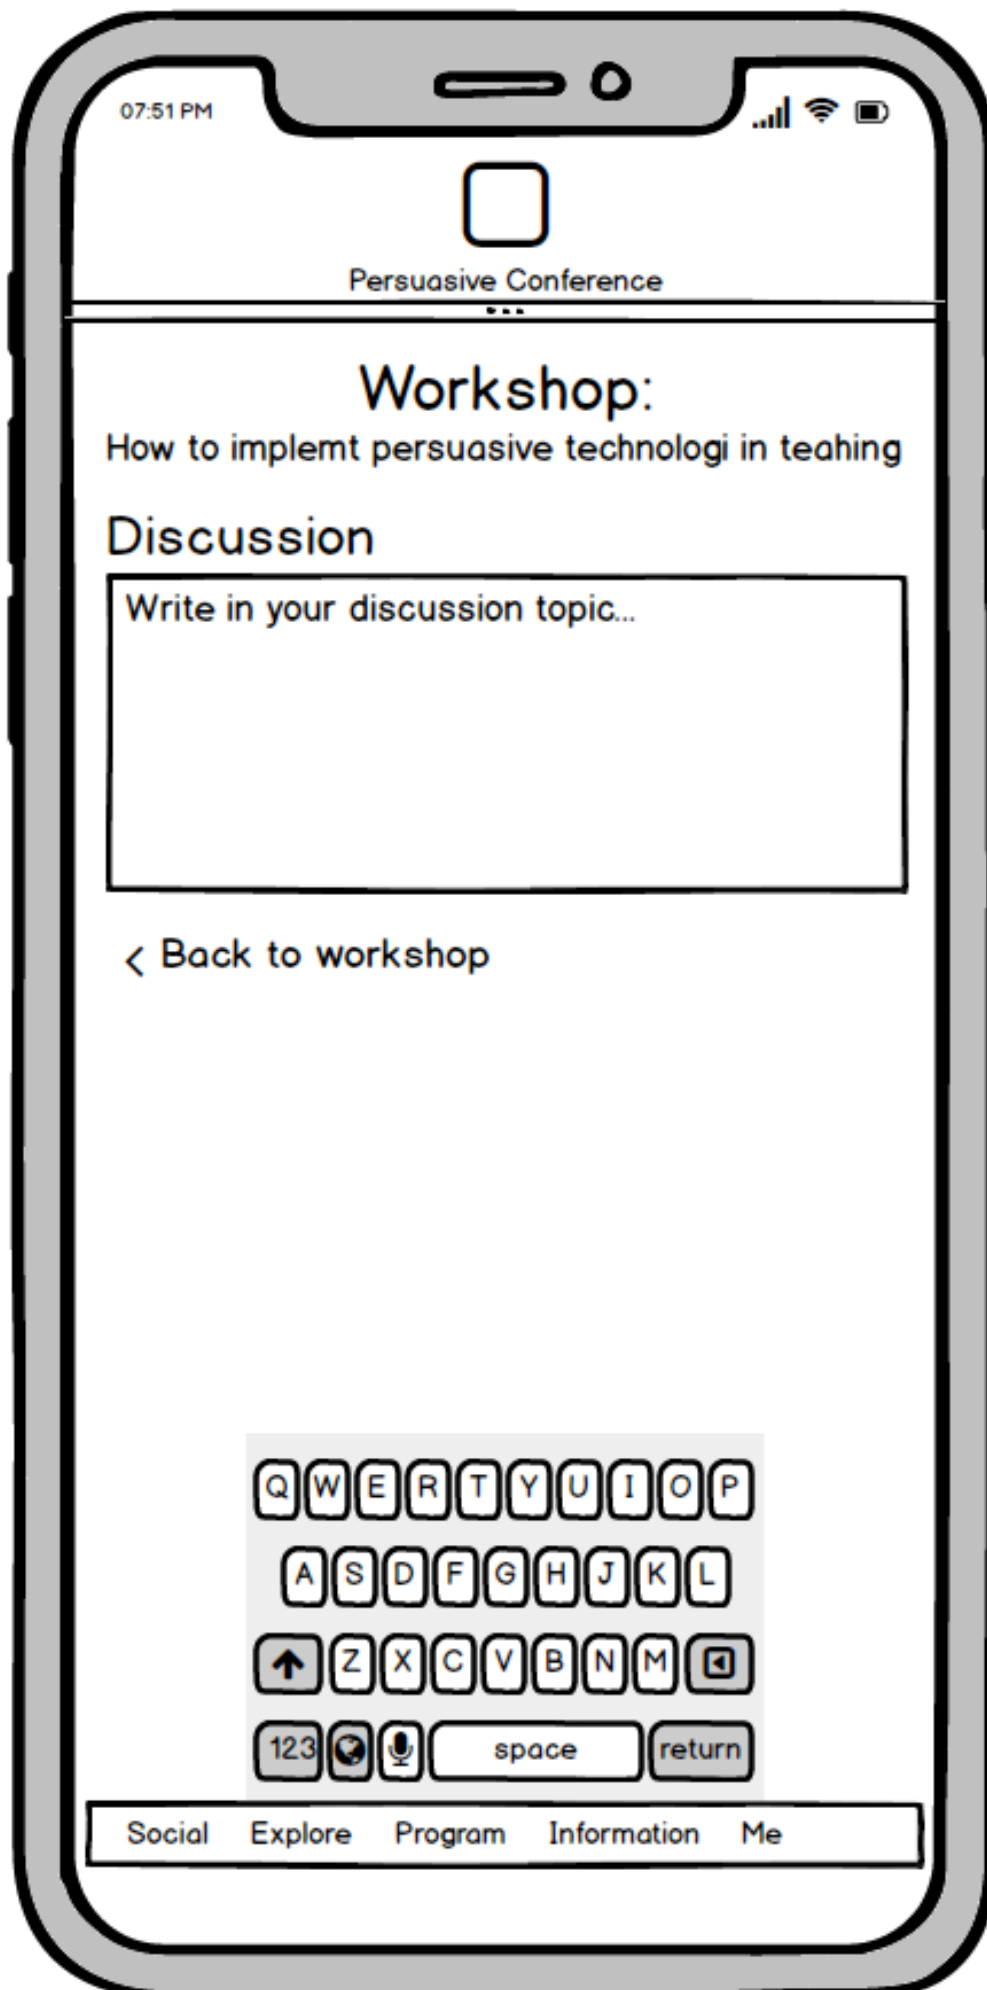 07:51 PM
Persuasive Conference
...
Workshop:
How to implemt persuasive technologi in teahing
Discussion
Write in your discussion topic...
< Back to workshop
Q W E R T Y U I O P
A S D F G H J K L
Z X C V B N M
123 space return
Social Explore Program Information Me